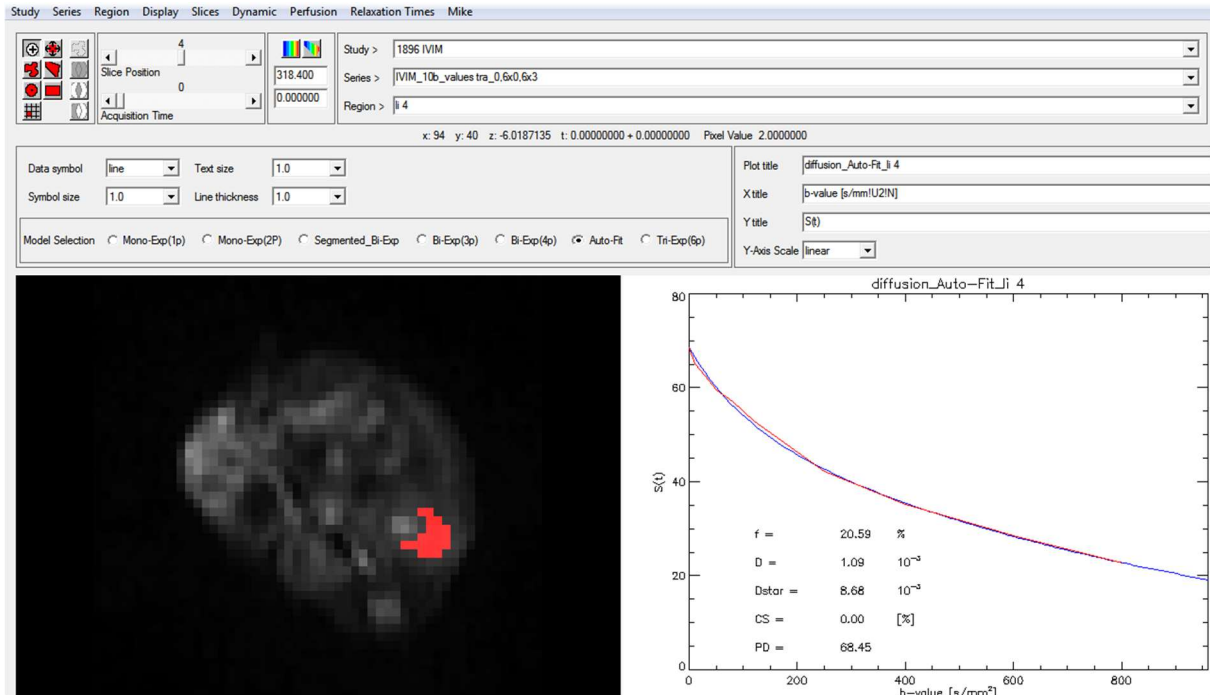 Study Series Region Display Slices Dynamic Perfusion Relaxation Times Mike
4
Slice Position
0
Acquisition Time
318.400
0.000000
Study > 1896 IVIM
Series > IVIM_10b_values tra_0,6x0,6x3
Region > li 4
x: 94 y: 40 z: -6.0187135 t: 0.00000000 + 0.00000000 Pixel Value 2.0000000
Data symbol line Text size 1.0
Symbol size 1.0 Line thickness 1.0
Model Selection Mono-Exp(1p) Mono-Exp(2P) Segmented_Bi-Exp Bi-Exp(3p) Bi-Exp(4p) Auto-Fit Tri-Exp(6p)
Plot title diffusion_Auto-Fit_li 4
X title b-value [s/mm!U2!N]
Y title S(t)
Y-Axis Scale linear
diffusion_Auto-Fit_li 4
80
60
40
20
0
S(t)
f = 20.59 %
D = 1.09 10⁻³
Dstar = 8.68 10⁻³
CS = 0.00 [%]
PD = 68.45
0 200 400 600 800
b-value [s/mm²]